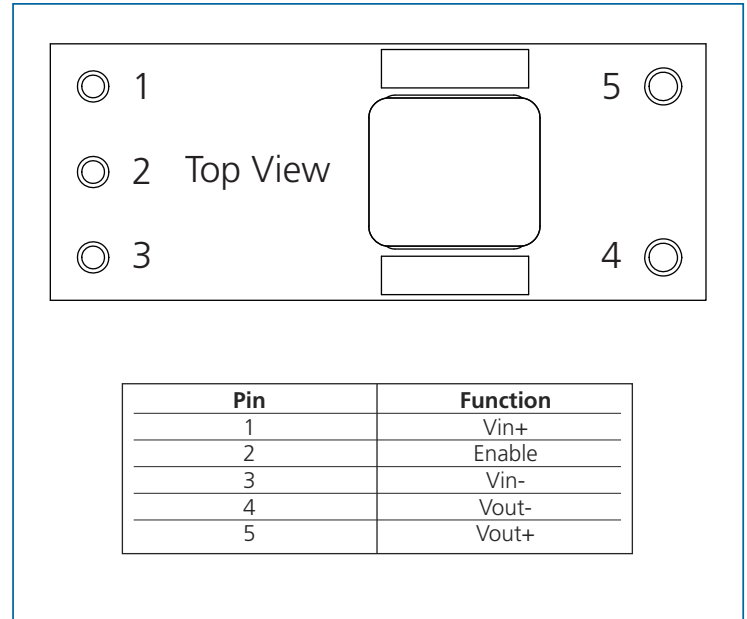 1 5
2 Top View
3 4
Pin Function
1 Vin+
2 Enable
3 Vin-
4 Vout-
5 Vout+